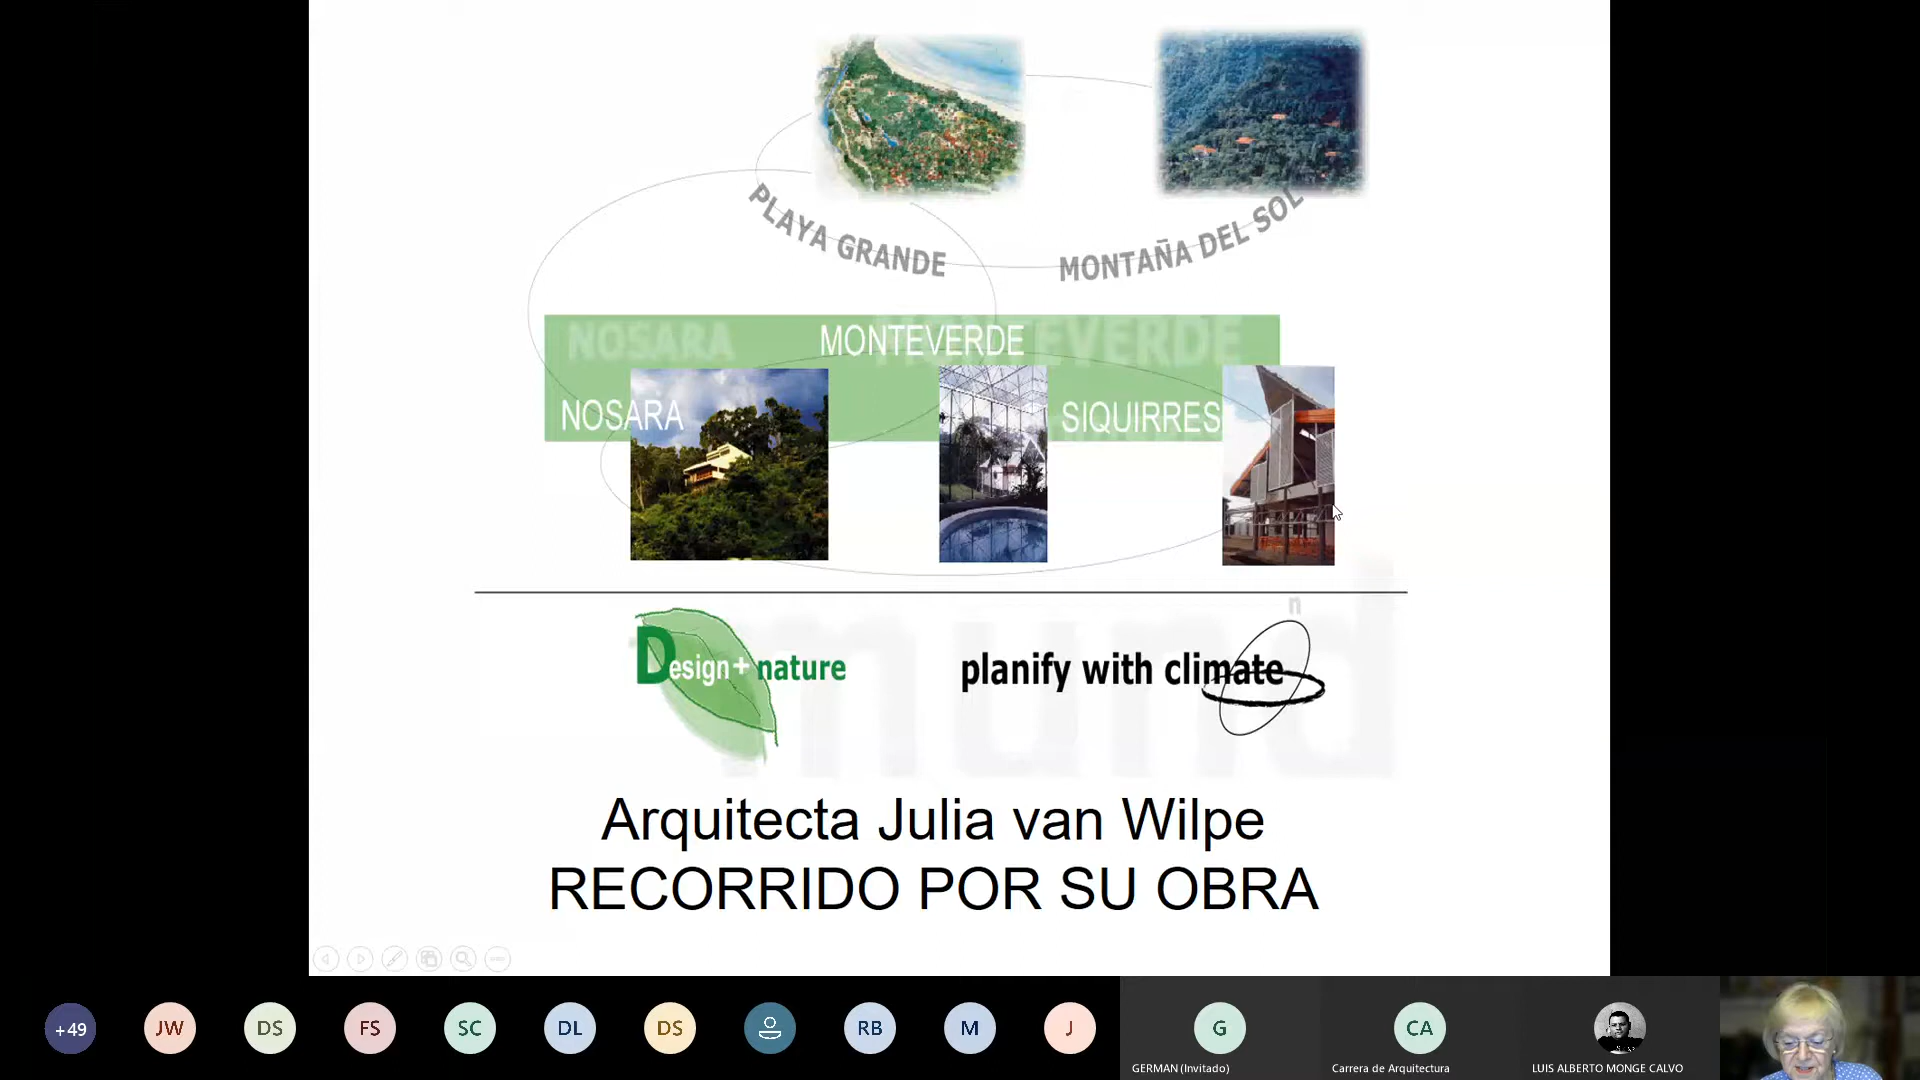 PLAYA GRANDE
MONTAÑA DEL SOL
NOSARA
MONTEVERDE
MONTEVERDE
NOSARA
SIQUIRRES
mund
n
Design + nature
planify with climate
Arquitecta Julia van Wilpe
RECORRIDO POR SU OBRA
+49
JW
DS
FS
SC
DL
DS
RB
M
J
G
CA
GERMAN (Invitado)
Carrera de Arquitectura
LUIS ALBERTO MONGE CALVO